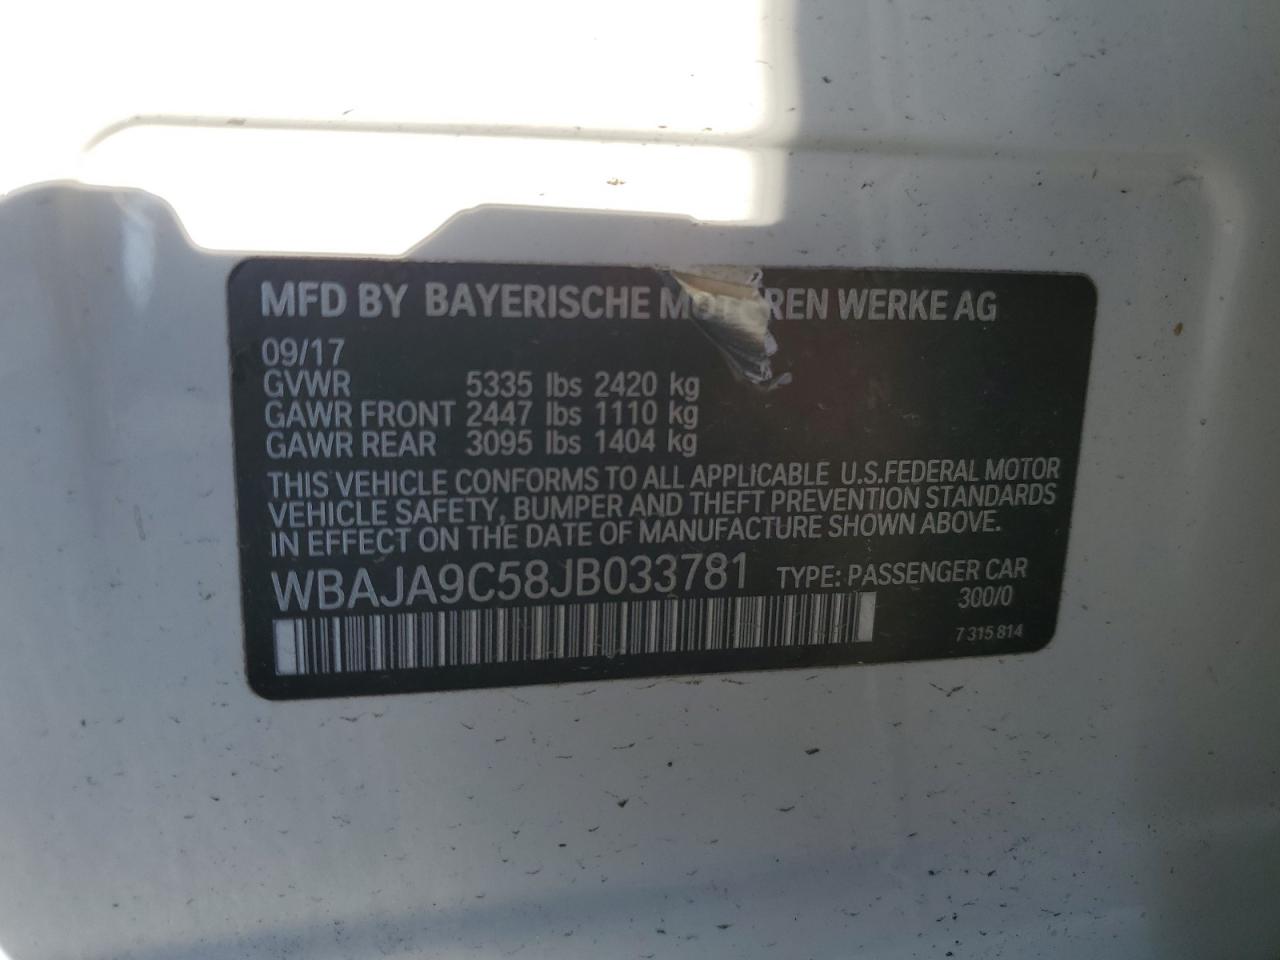 MFD BY BAYERISCHE MOTOREN WERKE AG
09/17
GVWR 5335 lbs 2420 kg
GAWR FRONT 2447 lbs 1110 kg
GAWR REAR 3095 lbs 1404 kg
THIS VEHICLE CONFORMS TO ALL APPLICABLE U.S.FEDERAL MOTOR
VEHICLE SAFETY, BUMPER AND THEFT PREVENTION STANDARDS
IN EFFECT ON THE DATE OF MANUFACTURE SHOWN ABOVE.
WBAJA9C58JB033781 TYPE: PASSENGER CAR
300/0
7 315 814